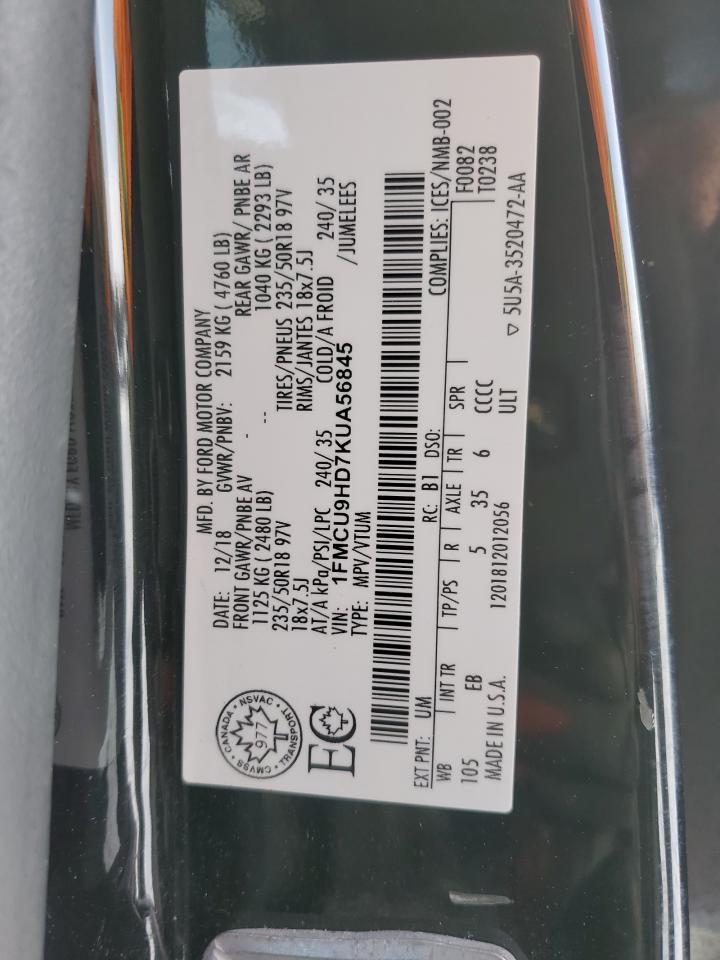 MFD. BY FORD MOTOR COMPANY
DATE: 12/18 GVWR/PNBV: 2159 KG ( 4760 LB)
FRONT GAWR/PNBE AV REAR GAWR/ PNBE AR
1125 KG ( 2480 LB) - -- 1040 KG ( 2293 LB)
235/50R18 97V TIRES/PNEUS 235/50R18 97V
18x7.5J RIMS/JANTES 18x7.5J
AT/A kPa/PSI/LPC 240/ 35 COLD/A FROID 240/ 35
VIN: 1FMCU9HD7KUA56845 /JUMELEES
TYPE: MPV/VTUM
CANADA · NSVAC · TRANSPORT · CMVSS
977
EC
EXT PNT: UM RC: B1 DSO: COMPLIES: ICES/NMB-002
WB INT TR TP/PS R AXLE TR SPR F0082
105 EB 5 35 6 CCCC T0238
MADE IN U.S.A. 1201812012056 ULT
▽ 5U5A-3520472-AA